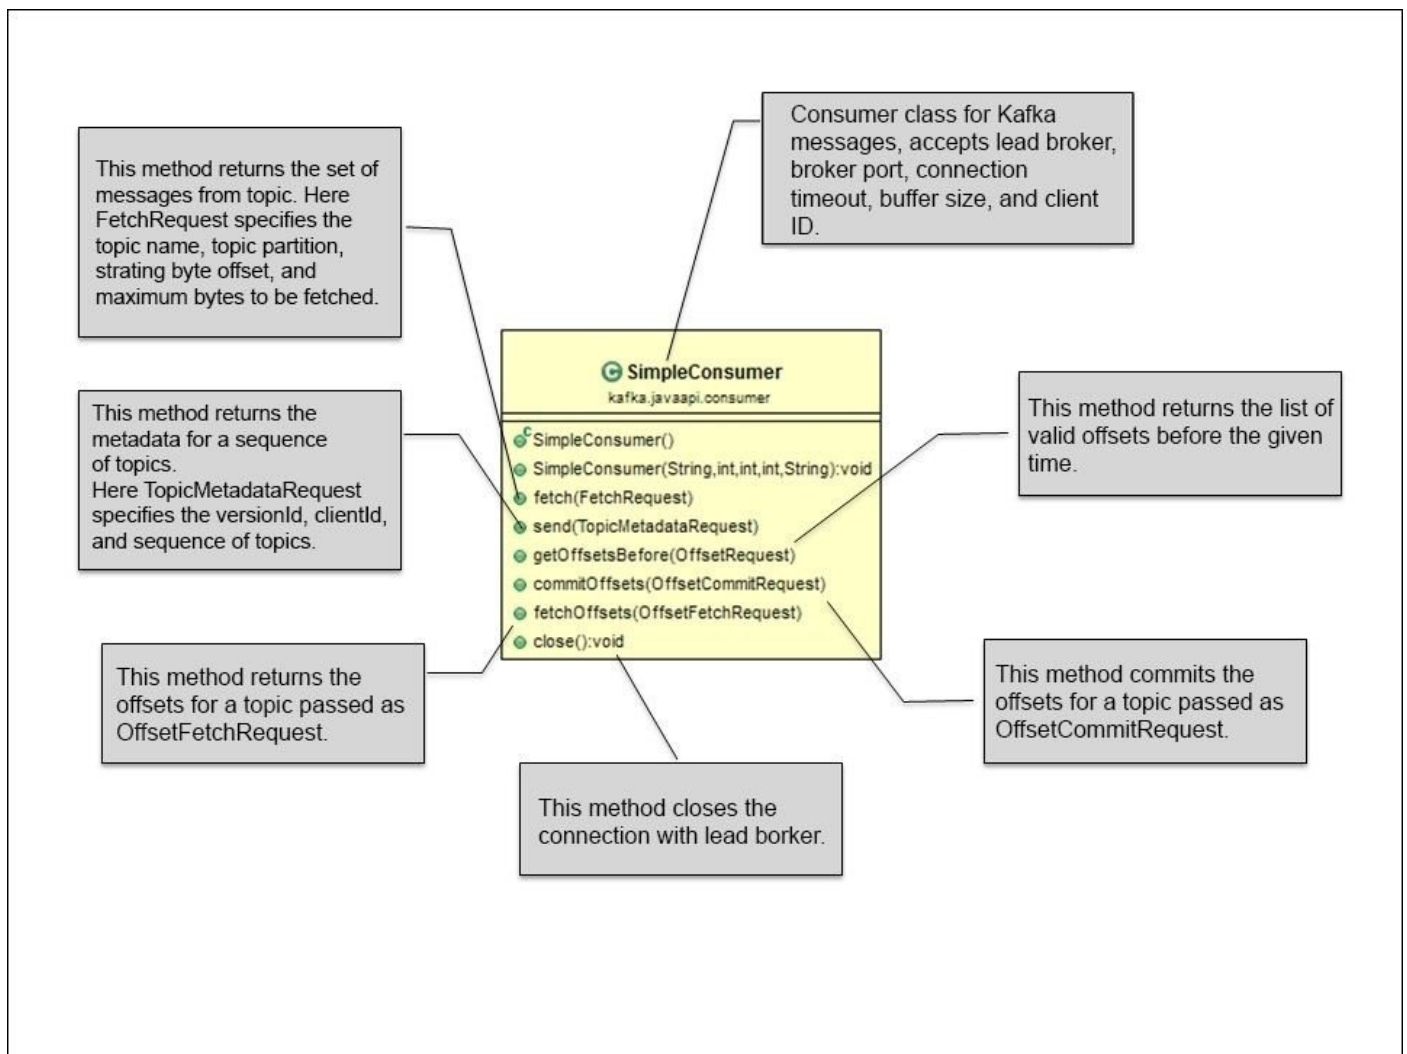 Consumer class for Kafka
messages, accepts lead broker,
broker port, connection
timeout, buffer size, and client
ID.
This method returns the set of
messages from topic. Here
FetchRequest specifies the
topic name, topic partition,
strating byte offset, and
maximum bytes to be fetched.
C SimpleConsumer
kafka.javaapi.consumer
C SimpleConsumer()
SimpleConsumer(String,int,int,int,String):void
fetch(FetchRequest)
send(TopicMetadataRequest)
getOffsetsBefore(OffsetRequest)
commitOffsets(OffsetCommitRequest)
fetchOffsets(OffsetFetchRequest)
close():void
This method returns the
metadata for a sequence
of topics.
Here TopicMetadataRequest
specifies the versionId, clientId,
and sequence of topics.
This method returns the list of
valid offsets before the given
time.
This method returns the
offsets for a topic passed as
OffsetFetchRequest.
This method commits the
offsets for a topic passed as
OffsetCommitRequest.
This method closes the
connection with lead borker.